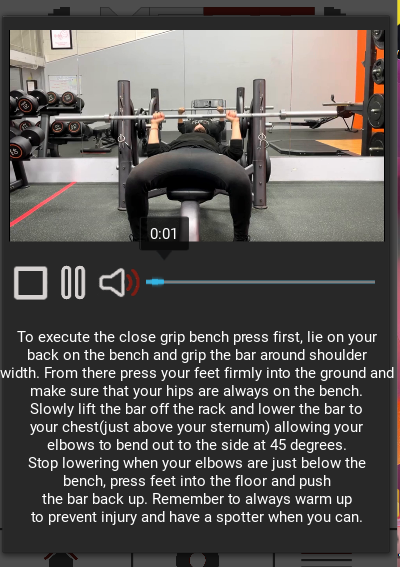 0:01
To execute the close grip bench press first, lie on your
back on the bench and grip the bar around shoulder
width. From there press your feet firmly into the ground and
make sure that your hips are always on the bench.
Slowly lift the bar off the rack and lower the bar to
your chest(just above your sternum) allowing your
elbows to bend out to the side at 45 degrees.
Stop lowering when your elbows are just below the
bench, press feet into the floor and push
the bar back up. Remember to always warm up
to prevent injury and have a spotter when you can.